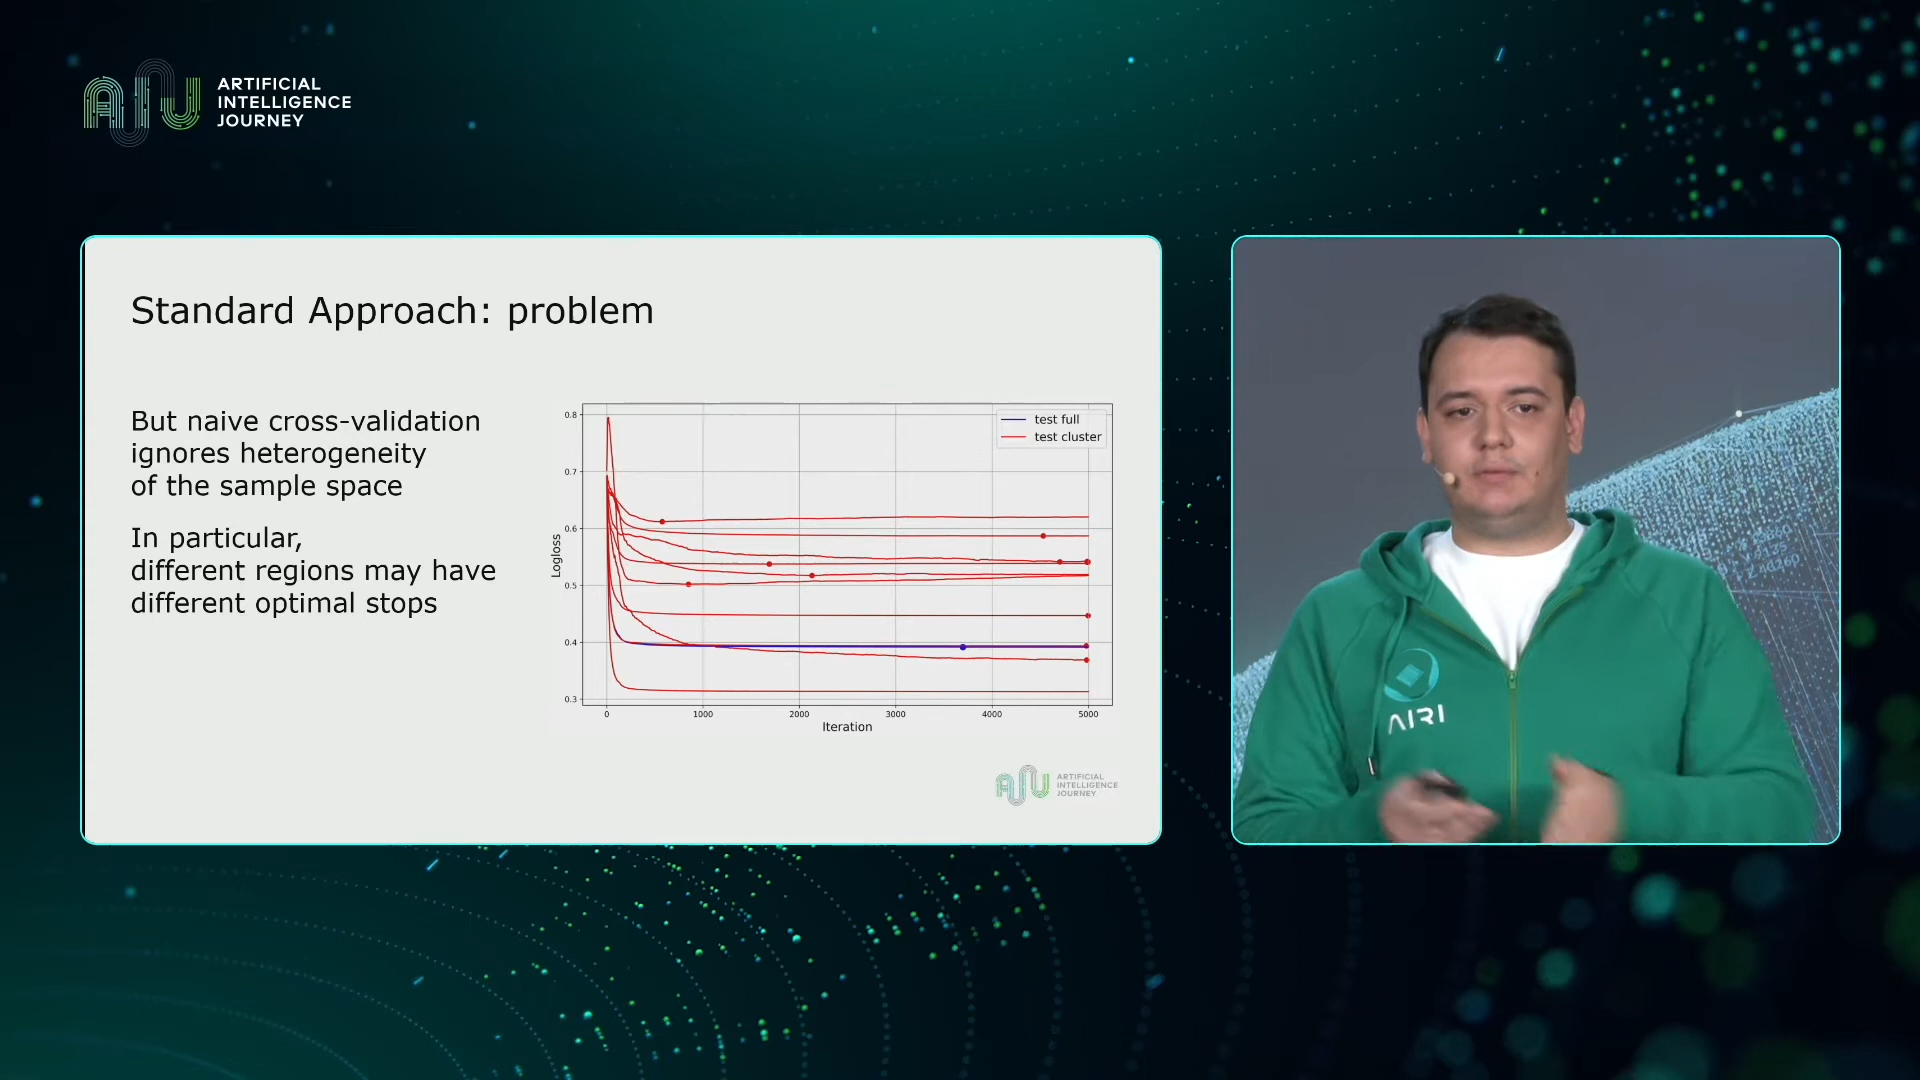 ARTIFICIAL
INTELLIGENCE
JOURNEY
Standard Approach: problem
But naive cross-validation
ignores heterogeneity
of the sample space
In particular,
different regions may have
different optimal stops
test full
test cluster
Logloss
0.8
0.7
0.6
0.5
0.4
0.3
0
1000
2000
3000
4000
5000
Iteration
ARTIFICIAL
INTELLIGENCE
JOURNEY
AIRI